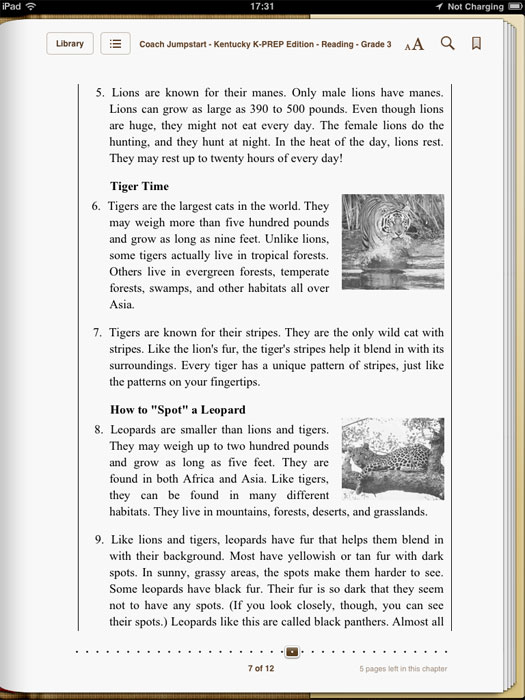 iPad 17:31 Not Charging
Library Coach Jumpstart - Kentucky K-PREP Edition - Reading - Grade 3 AA
5. Lions are known for their manes. Only male lions have manes.
Lions can grow as large as 390 to 500 pounds. Even though lions
are huge, they might not eat every day. The female lions do the
hunting, and they hunt at night. In the heat of the day, lions rest.
They may rest up to twenty hours of every day!
Tiger Time
6. Tigers are the largest cats in the world. They
may weigh more than five hundred pounds
and grow as long as nine feet. Unlike lions,
some tigers actually live in tropical forests.
Others live in evergreen forests, temperate
forests, swamps, and other habitats all over
Asia.
7. Tigers are known for their stripes. They are the only wild cat with
stripes. Like the lion's fur, the tiger's stripes help it blend in with its
surroundings. Every tiger has a unique pattern of stripes, just like
the patterns on your fingertips.
How to "Spot" a Leopard
8. Leopards are smaller than lions and tigers.
They may weigh up to two hundred pounds
and grow as long as five feet. They are
found in both Africa and Asia. Like tigers,
they can be found in many different
habitats. They live in mountains, forests, deserts, and grasslands.
9. Like lions and tigers, leopards have fur that helps them blend in
with their background. Most have yellowish or tan fur with dark
spots. In sunny, grassy areas, the spots make them harder to see.
Some leopards have black fur. Their fur is so dark that they seem
not to have any spots. (If you look closely, though, you can see
their spots.) Leopards like this are called black panthers. Almost all
7 of 12 5 pages left in this chapter